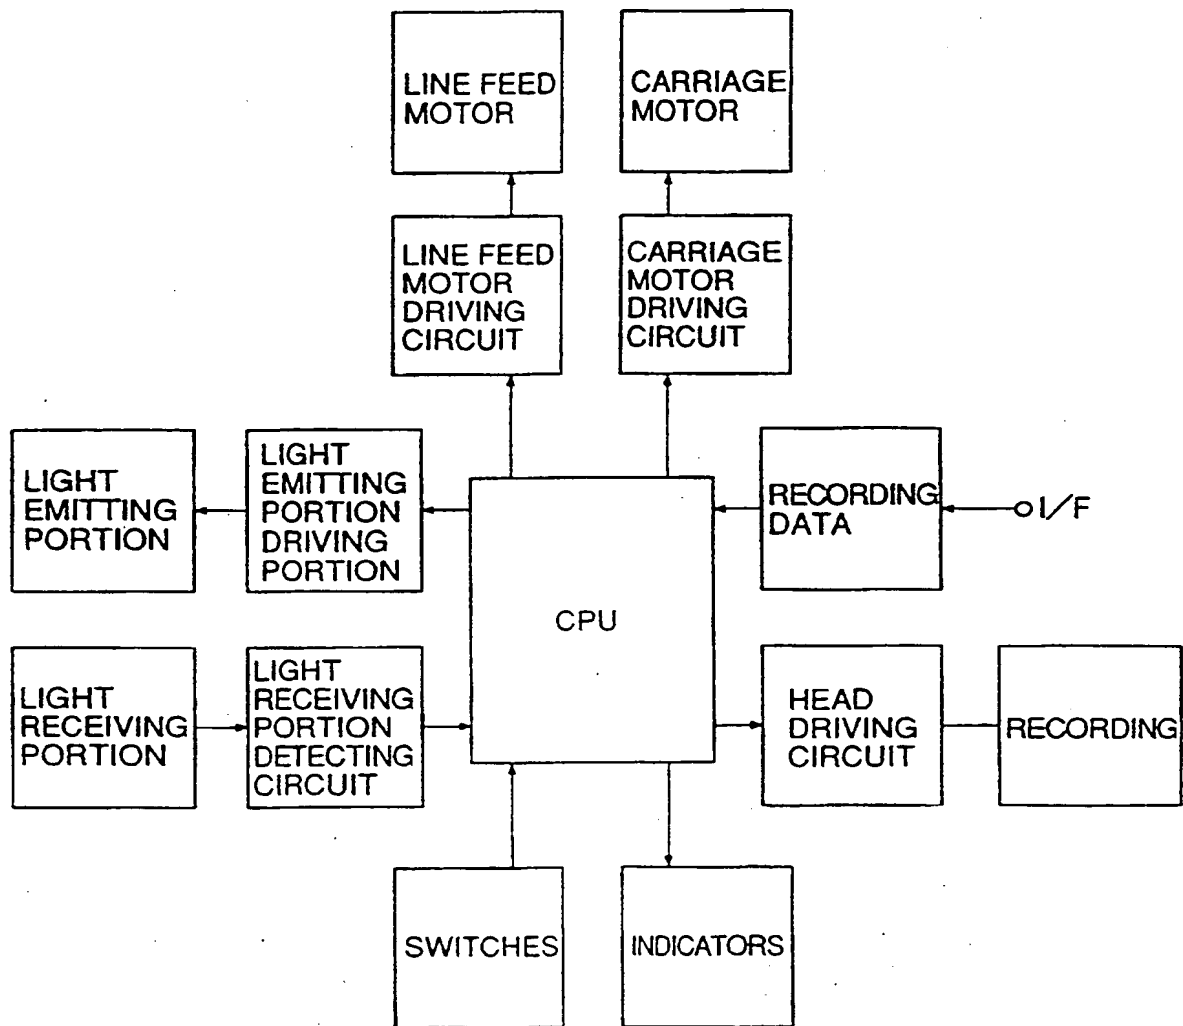 LINE FEED
MOTOR
CARRIAGE
MOTOR
LINE FEED
MOTOR
DRIVING
CIRCUIT
CARRIAGE
MOTOR
DRIVING
CIRCUIT
LIGHT
EMITTING
PORTION
LIGHT
EMITTING
PORTION
DRIVING
PORTION
CPU
RECORDING
DATA
I/F
LIGHT
RECEIVING
PORTION
LIGHT
RECEIVING
PORTION
DETECTING
CIRCUIT
HEAD
DRIVING
CIRCUIT
RECORDING
SWITCHES
INDICATORS